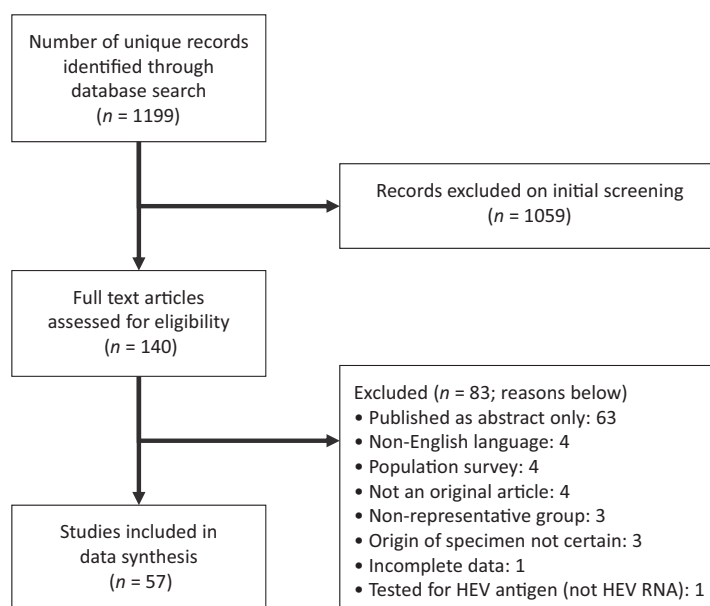 Number of unique records
identified through
database search
(n = 1199)
Records excluded on initial screening
(n = 1059)
Full text articles
assessed for eligibility
(n = 140)
Excluded (n = 83; reasons below)
• Published as abstract only: 63
• Non-English language: 4
• Population survey: 4
• Not an original article: 4
• Non-representative group: 3
• Origin of specimen not certain: 3
• Incomplete data: 1
• Tested for HEV antigen (not HEV RNA): 1
Studies included in
data synthesis
(n = 57)